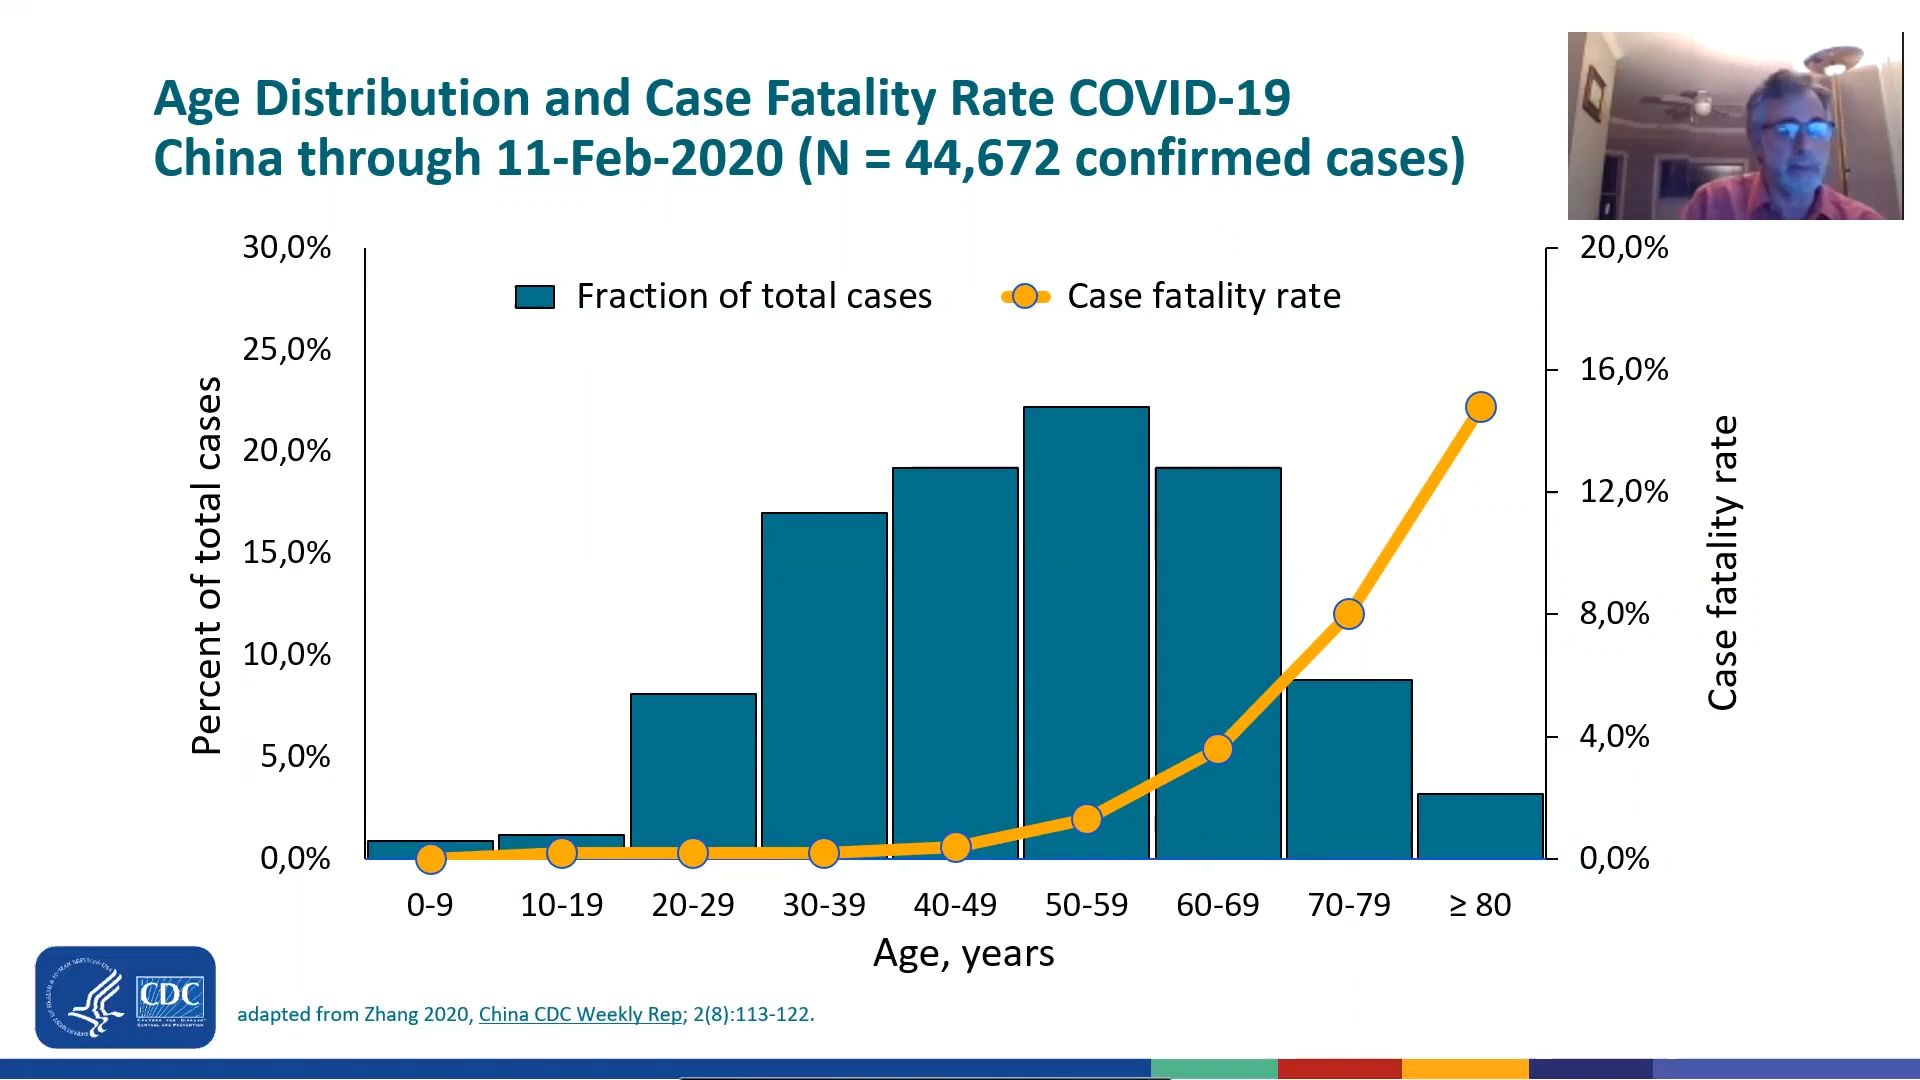 Age Distribution and Case Fatality Rate COVID-19
China through 11-Feb-2020 (N = 44,672 confirmed cases)
Fraction of total cases
Case fatality rate
Percent of total cases
30,0%
25,0%
20,0%
15,0%
10,0%
5,0%
0,0%
20,0%
16,0%
12,0%
8,0%
4,0%
0,0%
Case fatality rate
0-9 10-19 20-29 30-39 40-49 50-59 60-69 70-79 ≥ 80
Age, years
CDC
adapted from Zhang 2020, China CDC Weekly Rep; 2(8):113-122.